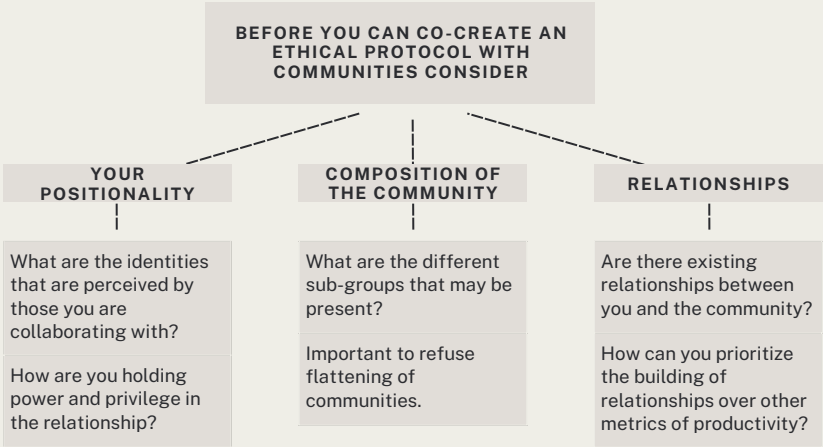 BEFORE YOU CAN CO-CREATE AN
ETHICAL PROTOCOL WITH
COMMUNITIES CONSIDER
YOUR
POSITIONALITY
What are the identities
that are perceived by
those you are
collaborating with?
How are you holding
power and privilege in
the relationship?
COMPOSITION OF
THE COMMUNITY
What are the different
sub-groups that may be
present?
Important to refuse
flattening of
communities.
RELATIONSHIPS
Are there existing
relationships between
you and the community?
How can you prioritize
the building of
relationships over other
metrics of productivity?